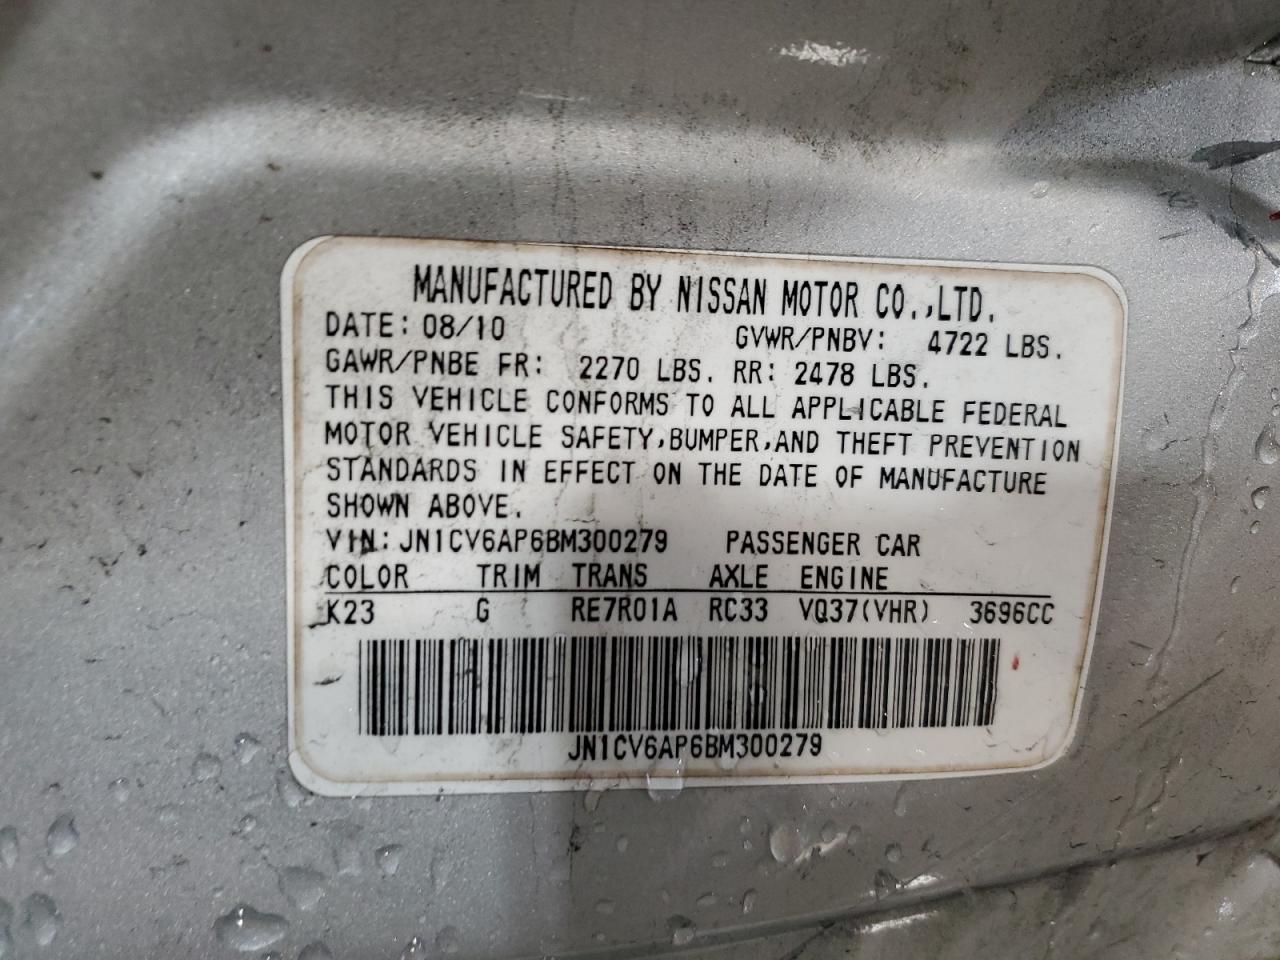 MANUFACTURED BY NISSAN MOTOR CO.,LTD.
DATE: 08/10 GVWR/PNBV: 4722 LBS.
GAWR/PNBE FR: 2270 LBS. RR: 2478 LBS.
THIS VEHICLE CONFORMS TO ALL APPLICABLE FEDERAL
MOTOR VEHICLE SAFETY,BUMPER,AND THEFT PREVENTION
STANDARDS IN EFFECT ON THE DATE OF MANUFACTURE
SHOWN ABOVE.
VIN: JN1CV6AP6BM300279 PASSENGER CAR
COLOR TRIM TRANS AXLE ENGINE
K23 G RE7R01A RC33 VQ37(VHR) 3696CC
JN1CV6AP6BM300279